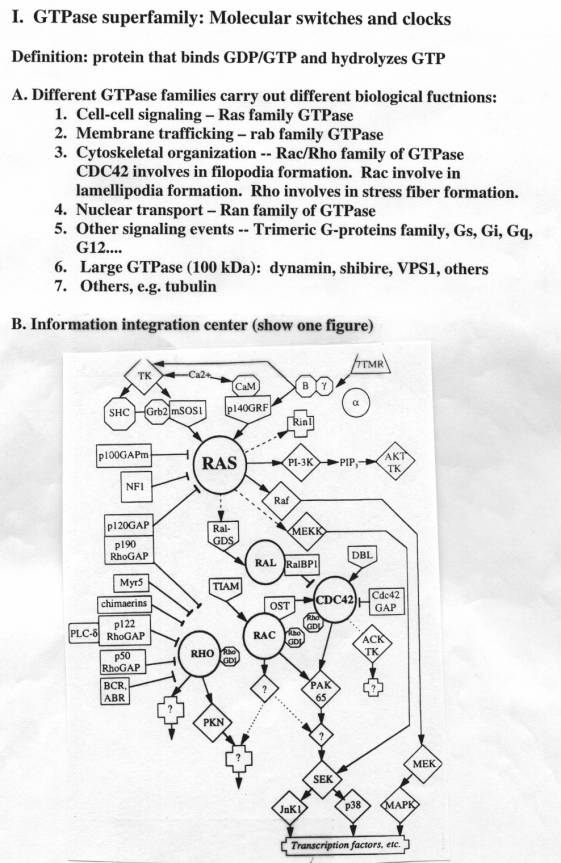 I. GTPase superfamily: Molecular switches and clocks
Definition: protein that binds GDP/GTP and hydrolyzes GTP
A. Different GTPase families carry out different biological fuctnions:
1. Cell-cell signaling – Ras family GTPase
2. Membrane trafficking – rab family GTPase
3. Cytoskeletal organization -- Rac/Rho family of GTPase
CDC42 involves in filopodia formation. Rac involve in
lamellipodia formation. Rho involves in stress fiber formation.
4. Nuclear transport – Ran family of GTPase
5. Other signaling events -- Trimeric G-proteins family, Gs, Gi, Gq,
G12....
6. Large GTPase (100 kDa): dynamin, shibire, VPS1, others
7. Others, e.g. tubulin
B. Information integration center (show one figure)
7TMR
TK
Ca2+
CaM
β γ
α
SHC
Grb2
mSOS1
p140GRF
Rin1
p100GAPm
RAS
PI-3K
PIP3
AKT
TK
NF1
Raf
p120GAP
Ral-
GDS
MEKK
p190
RhoGAP
RAL
RalBP1
DBL
Myr5
TIAM
chimaerins
OST
CDC42
Cdc42
GAP
Rho
GDI
PLC-δ
p122
RhoGAP
RAC
Rho
GDI
ACK
TK
RHO
Rho
GDI
p50
RhoGAP
?
PAK
65
?
BCR,
ABR
?
PKN
?
?
SEK
MEK
JnK1
p38
MAPK
Transcription factors, etc.